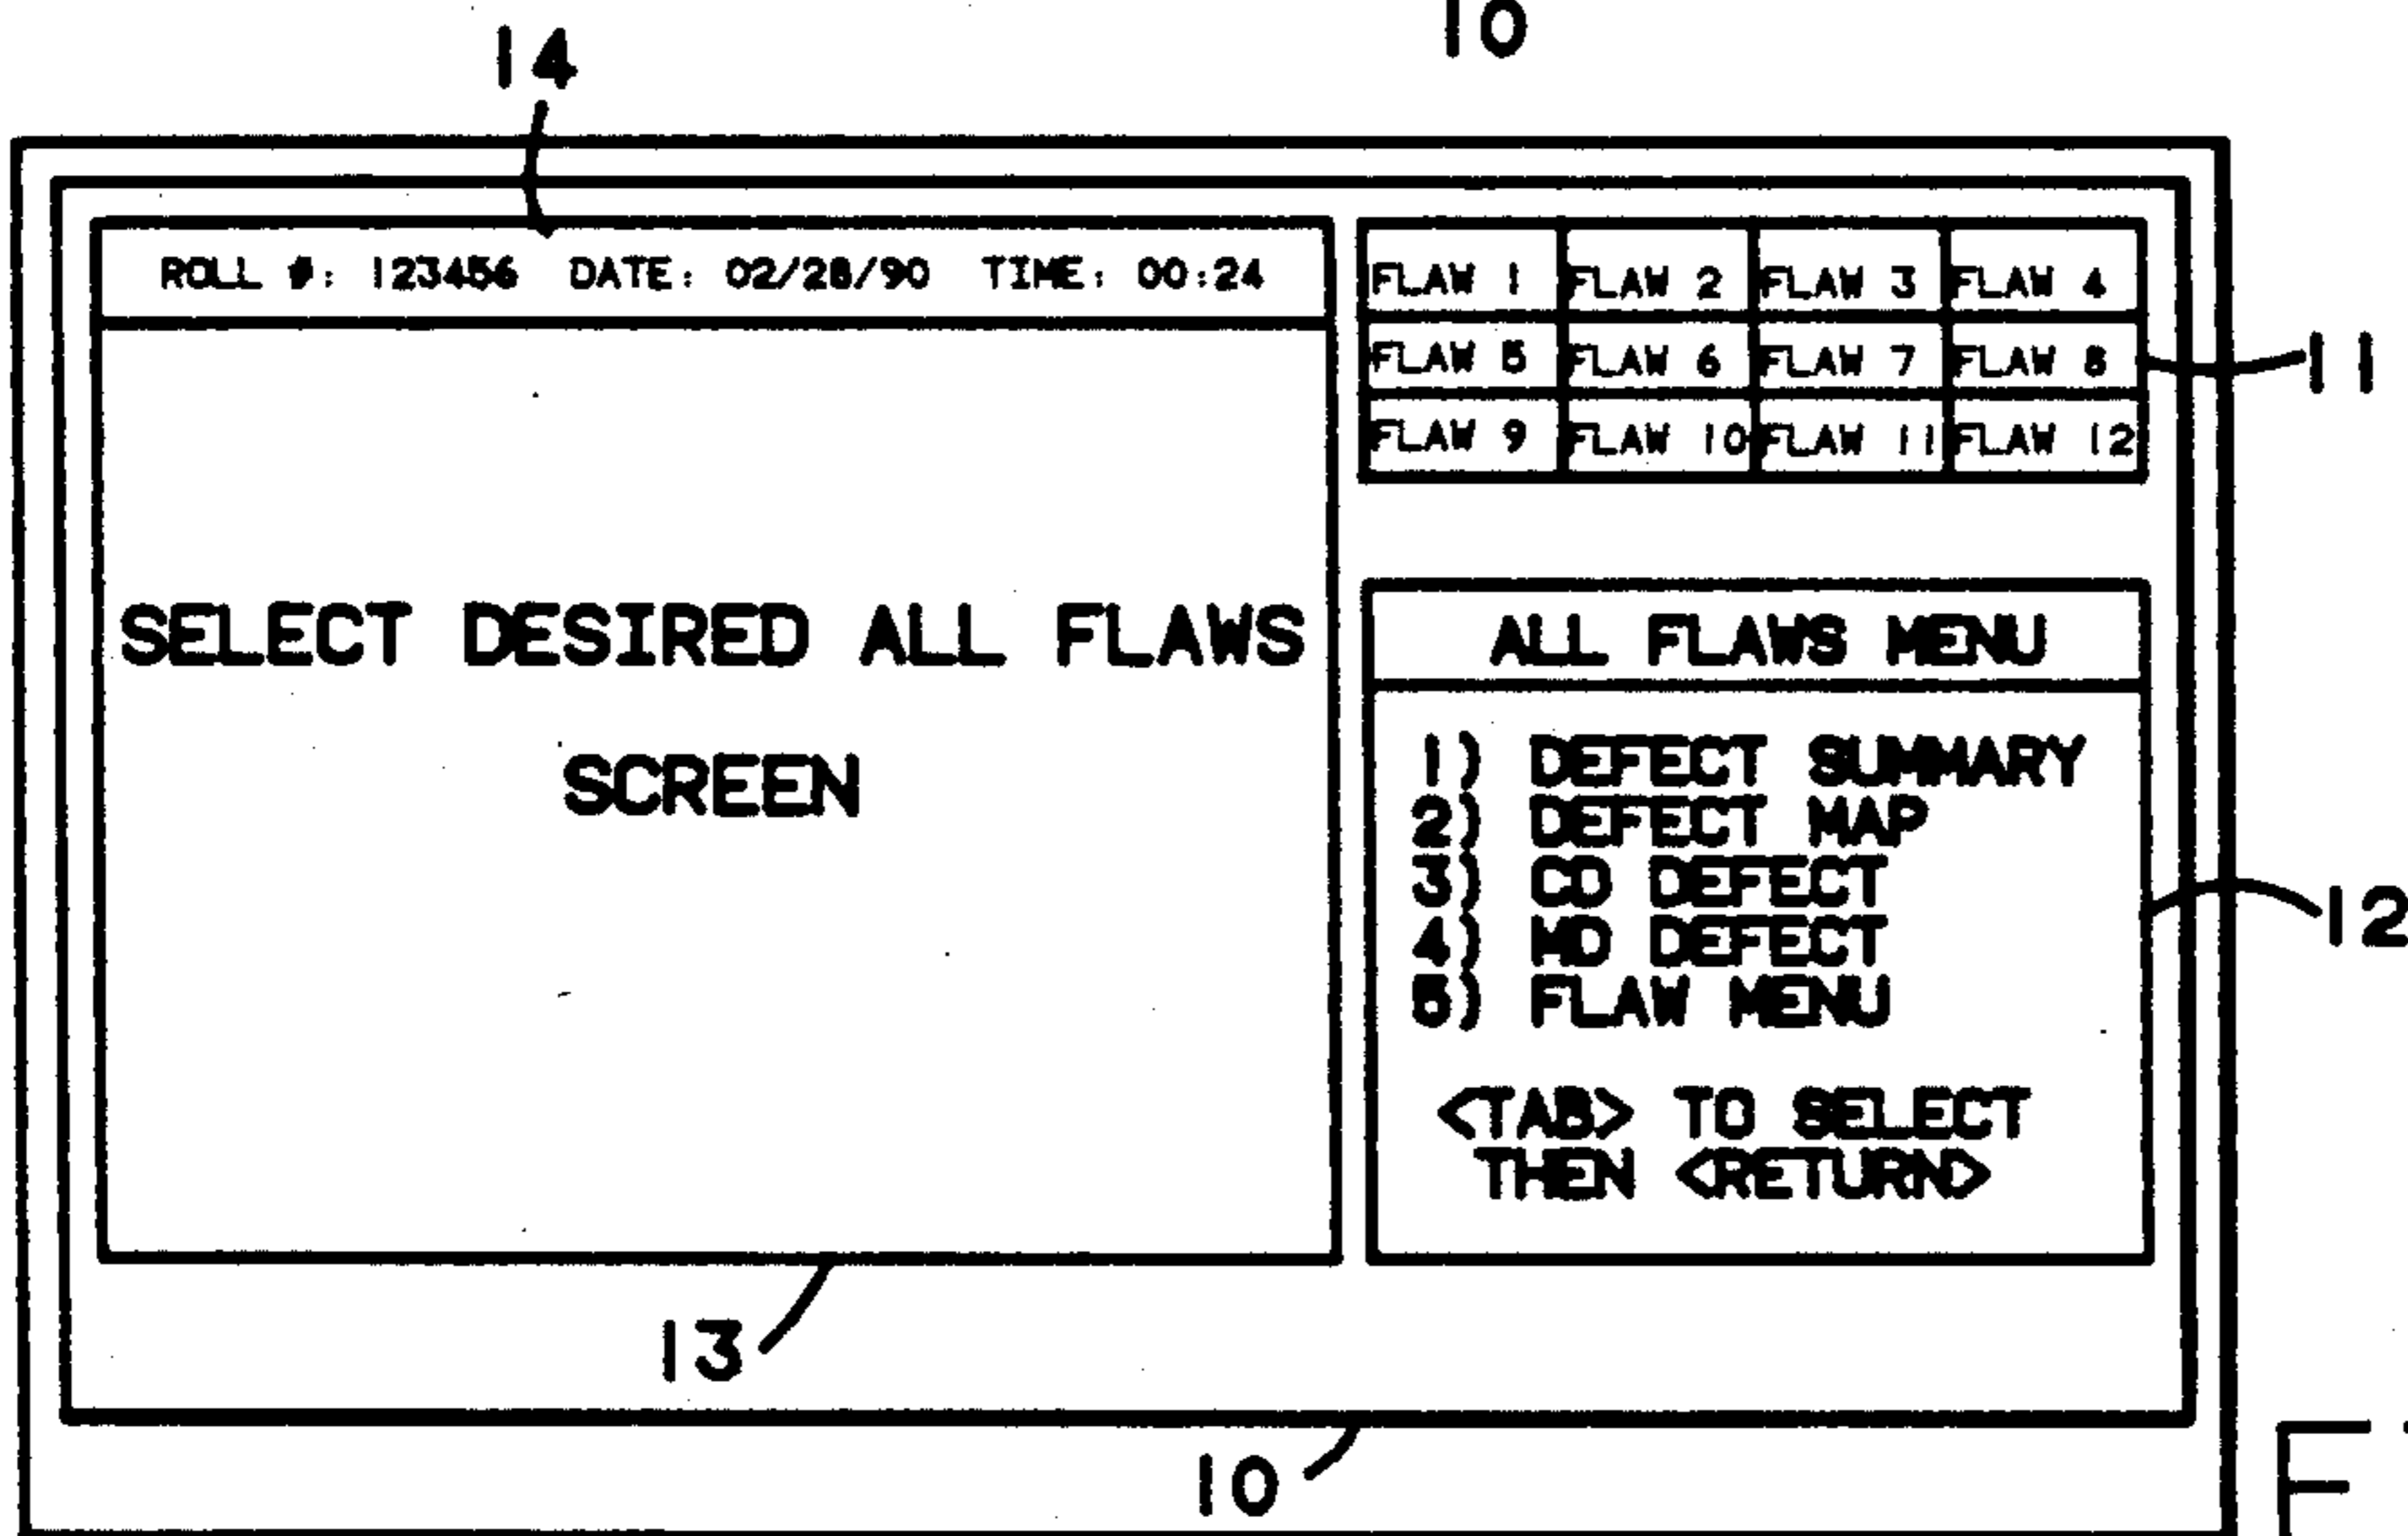 10
14
ROLL #: 123456 DATE: 02/28/90 TIME: 00:24
FLAW 1 FLAW 2 FLAW 3 FLAW 4
FLAW 5 FLAW 6 FLAW 7 FLAW 8
FLAW 9 FLAW 10 FLAW 11 FLAW 12
11
SELECT DESIRED ALL FLAWS
SCREEN
ALL FLAWS MENU
1) DEFECT SUMMARY
2) DEFECT MAP
3) CD DEFECT
4) MD DEFECT
5) FLAW MENU
<TAB> TO SELECT
THEN <RETURN>
12
13
10